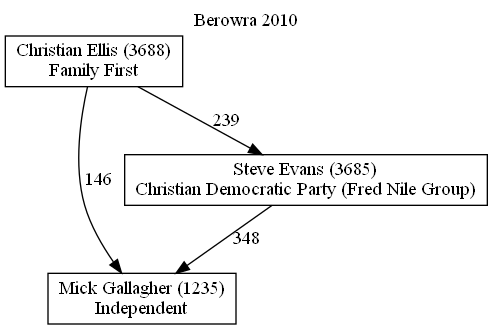 Berowra 2010
Christian Ellis (3688)
Family First
239
Steve Evans (3685)
Christian Democratic Party (Fred Nile Group)
146
348
Mick Gallagher (1235)
Independent